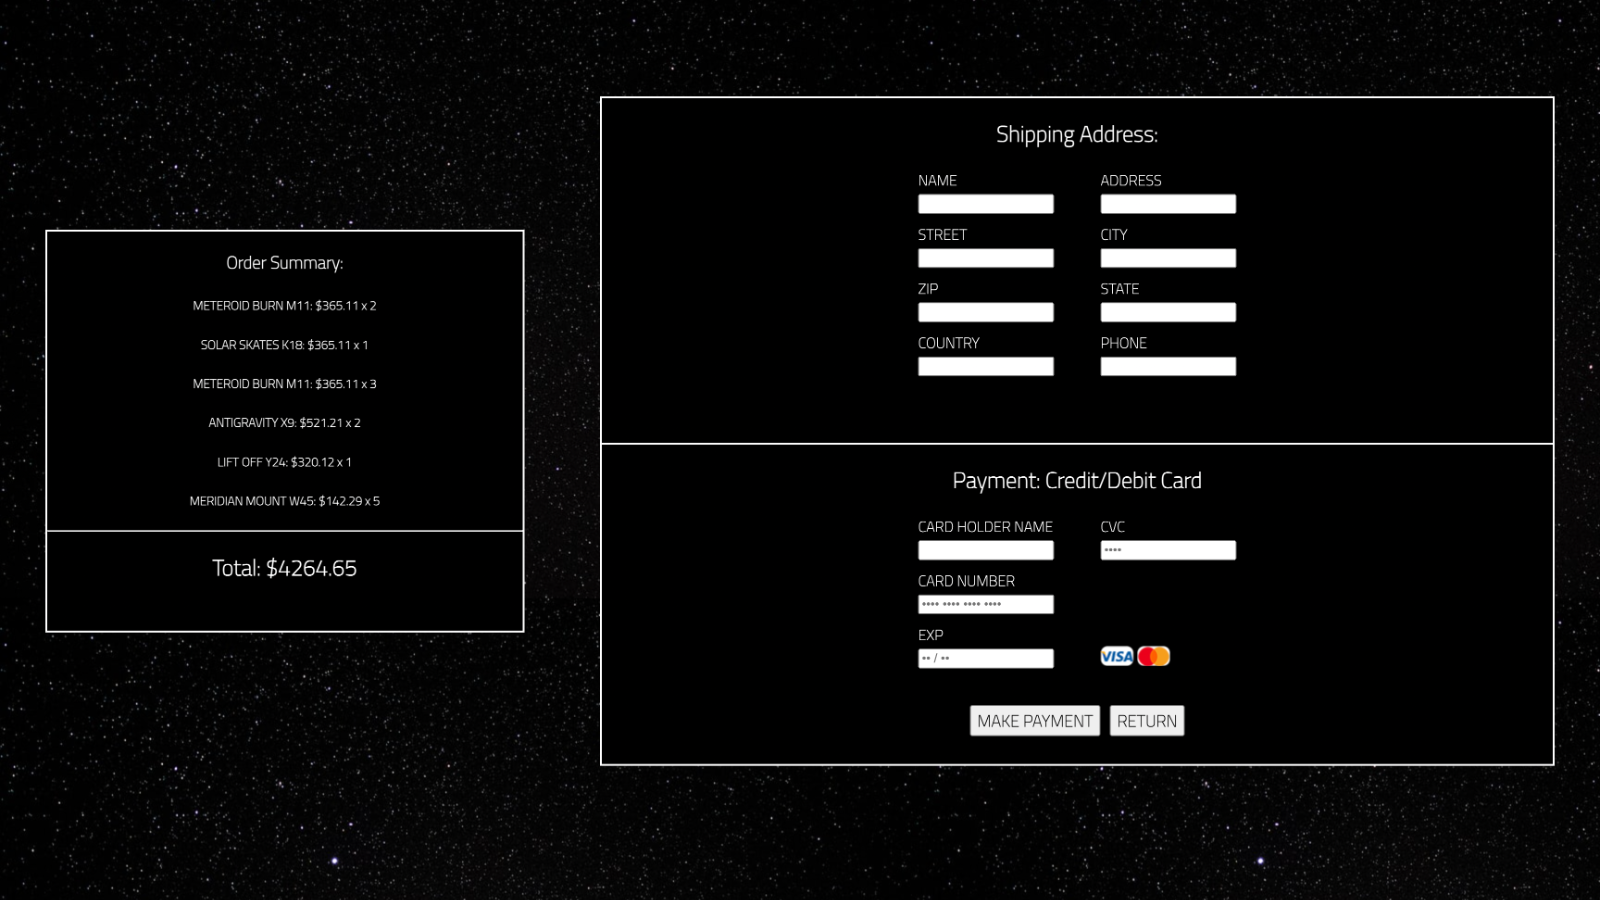 Order Summary:
METEROID BURN M11: $365.11 x 2
SOLAR SKATES K18: $365.11 x 1
METEROID BURN M11: $365.11 x 3
ANTIGRAVITY X9: $521.21 x 2
LIFT OFF Y24: $320.12 x 1
MERIDIAN MOUNT W45: $142.29 x 5
Total: $4264.65
Shipping Address:
NAME ADDRESS
STREET CITY
ZIP STATE
COUNTRY PHONE
Payment: Credit/Debit Card
CARD HOLDER NAME CVC
••••
CARD NUMBER
•••• •••• •••• ••••
EXP
•• / ••
VISA
MAKE PAYMENT RETURN